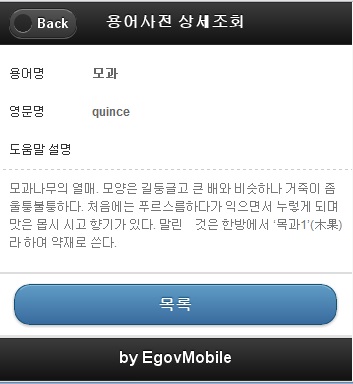 Back
용어사전 상세조회
용어명 모과
영문명 quince
도움말 설명
모과나무의 열매. 모양은 길둥글고 큰 배와 비슷하나 거죽이 좀
울퉁불퉁하다. 처음에는 푸르스름하다가 익으면서 누렇게 되며
맛은 몹시 시고 향기가 있다. 말린 것은 한방에서 ‘목과1’(木果)
라 하여 약재로 쓴다.
목록
by EgovMobile